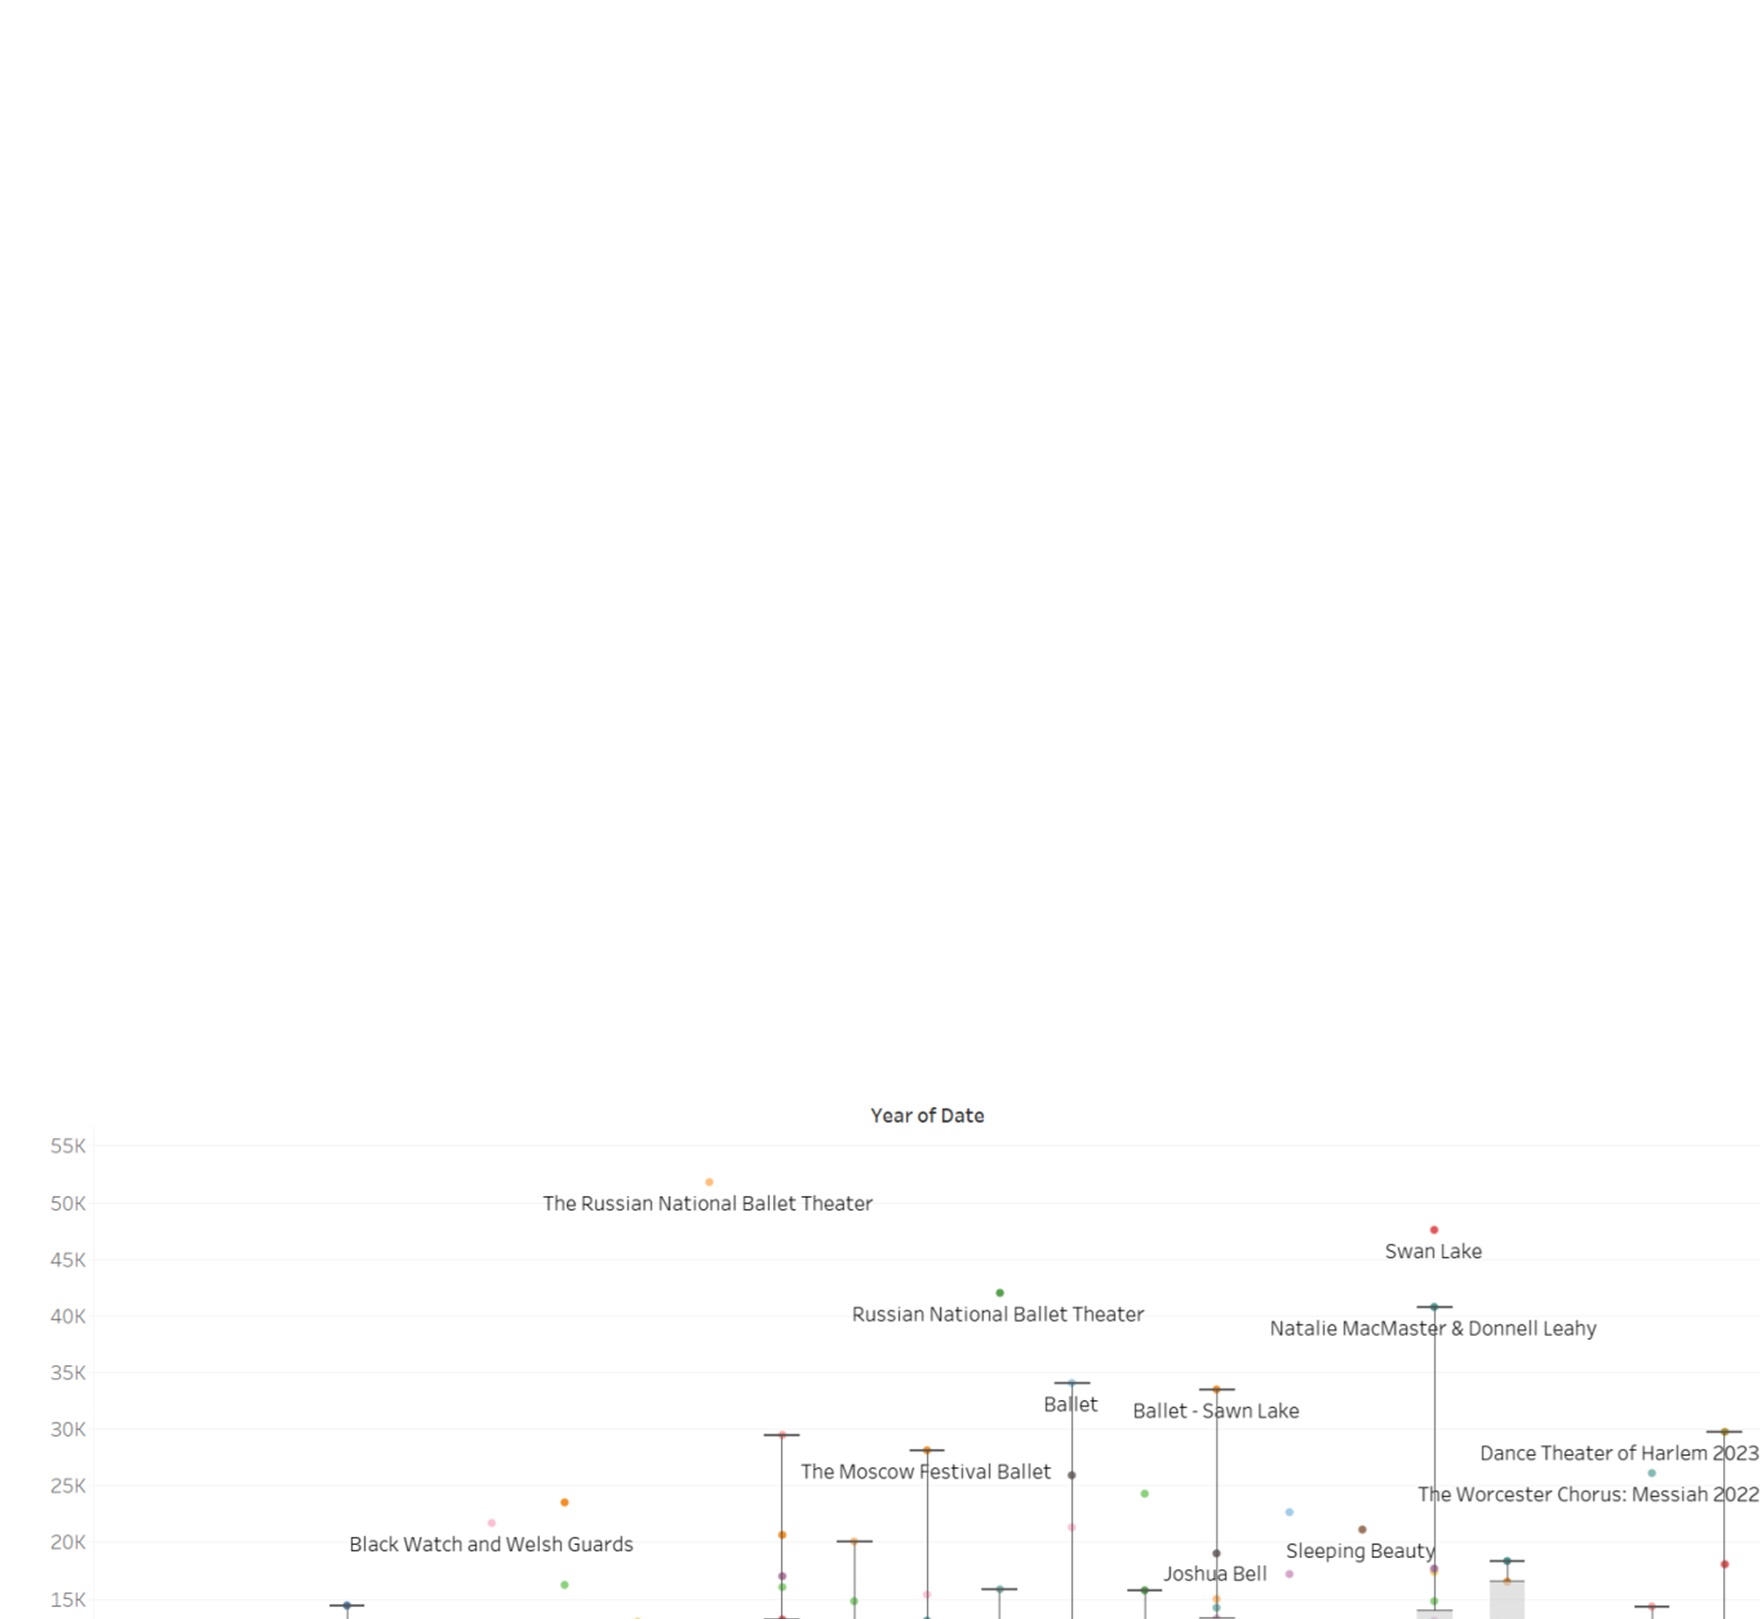 Year of Date
55K
The Russian National Ballet Theater
50K
Swan Lake
45K
Russian National Ballet Theater
40K
Natalie MacMaster & Donnell Leahy
35K
Ballet
Ballet - Sawn Lake
30K
Dance Theater of Harlem 2023
The Moscow Festival Ballet
25K
The Worcester Chorus: Messiah 2022
20K
Black Watch and Welsh Guards
Sleeping Beauty
Joshua Bell
15K